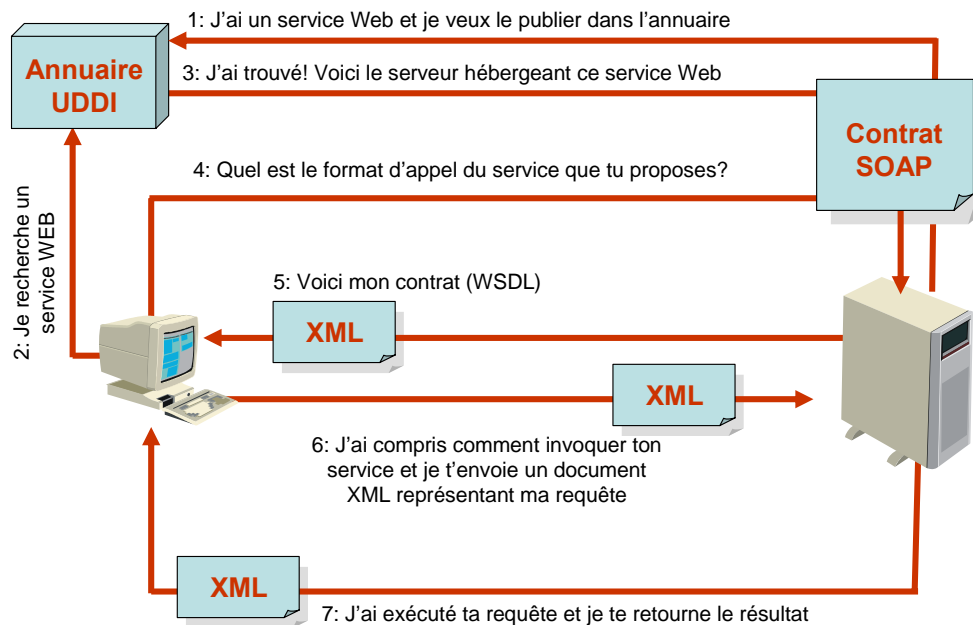 1: J’ai un service Web et je veux le publier dans l’annuaire
Annuaire
UDDI
3: J’ai trouvé! Voici le serveur hébergeant ce service Web
Contrat
SOAP
4: Quel est le format d’appel du service que tu proposes?
2: Je recherche un
service WEB
5: Voici mon contrat (WSDL)
XML
XML
6: J’ai compris comment invoquer ton
service et je t’envoie un document
XML représentant ma requête
XML
7: J’ai exécuté ta requête et je te retourne le résultat